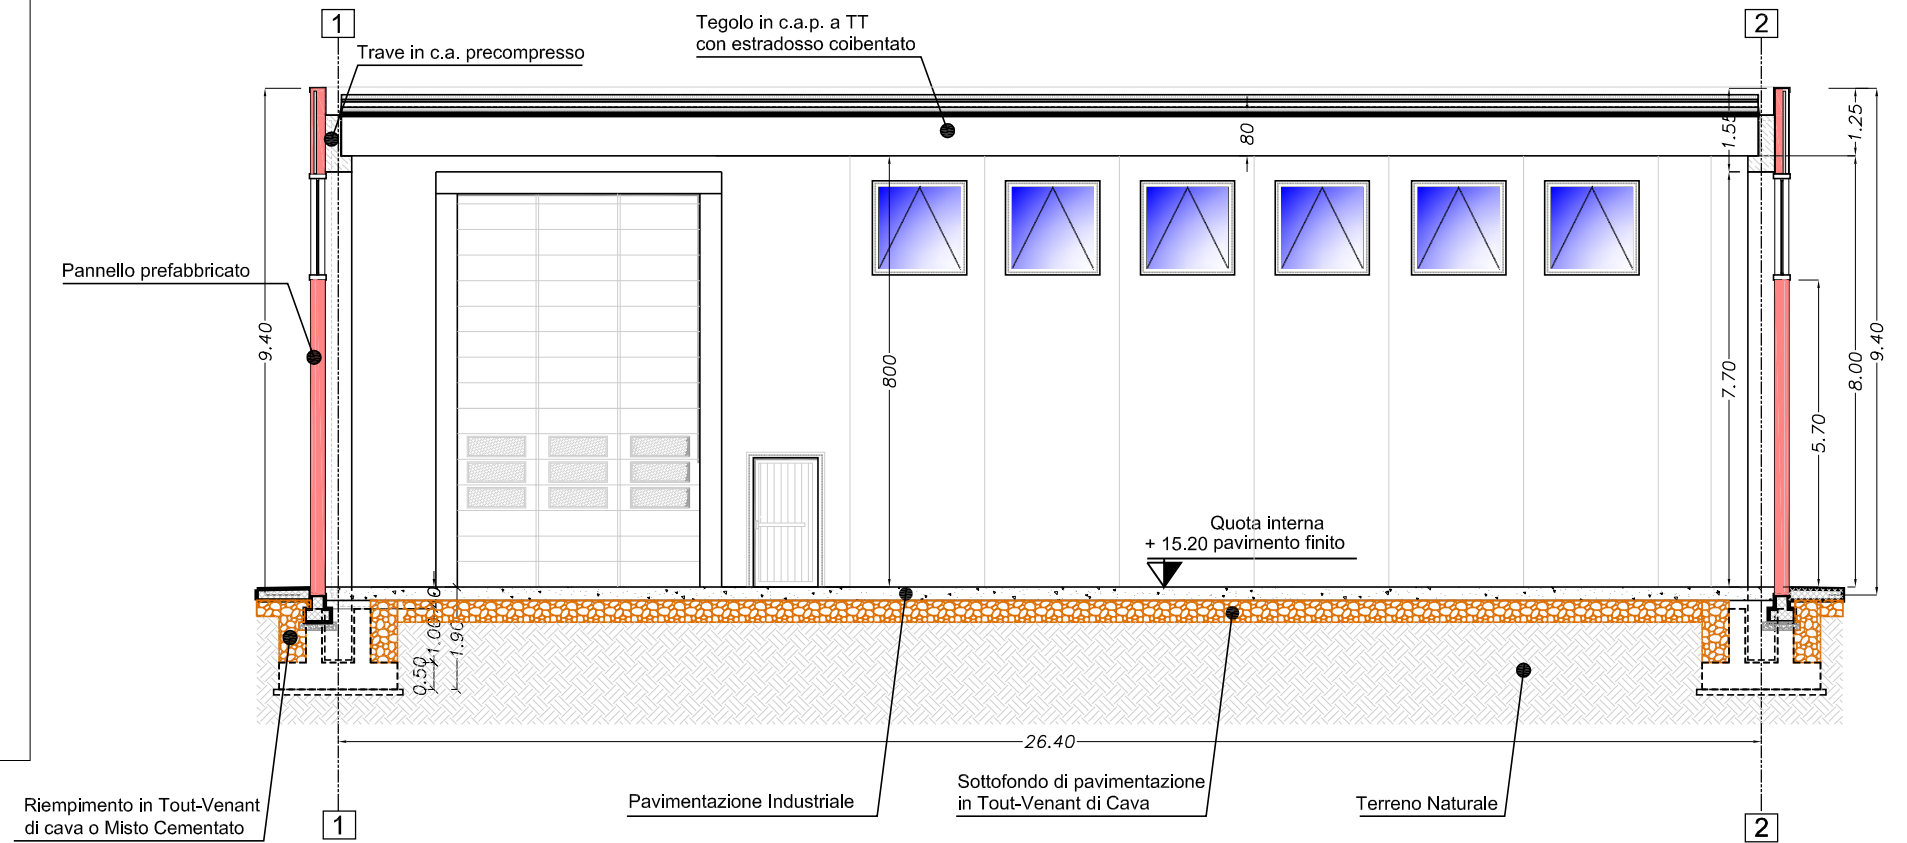 1
2
Tegolo in c.a.p. a TT
con estradosso coibentato
Trave in c.a. precompresso
80
1.55
1.25
Pannello prefabbricato
9.40
800
7.70
8.00
9.40
5.70
Quota interna
+ 15.20 pavimento finito
0.40
1.00
1.90
0.50
26.40
Riempimento in Tout-Venant
di cava o Misto Cementato
Pavimentazione Industriale
Sottofondo di pavimentazione
in Tout-Venant di Cava
Terreno Naturale
1
2